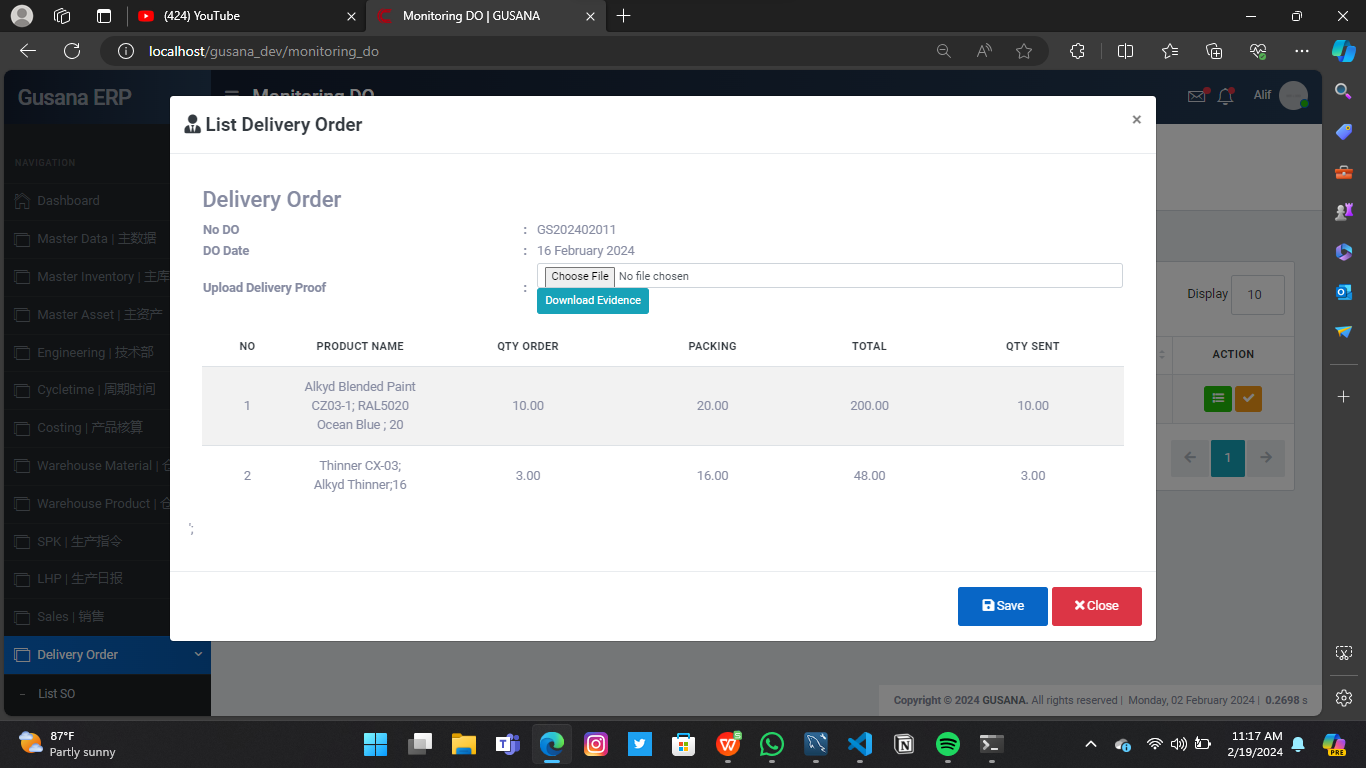 (424) YouTube
Monitoring DO | GUSANA
localhost/gusana_dev/monitoring_do
Gusana ERP
Monitoring DO
Alif
List Delivery Order
×
NAVIGATION
Dashboard
Master Data | 主数据
Master Inventory | 主库
Master Asset | 主资产
Engineering | 技术部
Cycletime | 周期时间
Costing | 产品核算
Warehouse Material | 仓
Warehouse Product | 仓
SPK | 生产指令
LHP | 生产日报
Sales | 销售
Delivery Order
- List SO
Delivery Order
No DO : GS202402011
DO Date : 16 February 2024
Upload Delivery Proof : Choose File No file chosen
Download Evidence
NO PRODUCT NAME QTY ORDER PACKING TOTAL QTY SENT
1 Alkyd Blended Paint CZ03-1; RAL5020 Ocean Blue ; 20 10.00 20.00 200.00 10.00
2 Thinner CX-03; Alkyd Thinner;16 3.00 16.00 48.00 3.00
';
Save
Close
Display 10
ACTION
1
Copyright © 2024 GUSANA. All rights reserved | Monday, 02 February 2024 | 0.2698 s
87°F
Partly sunny
11:17 AM
2/19/2024
PRE